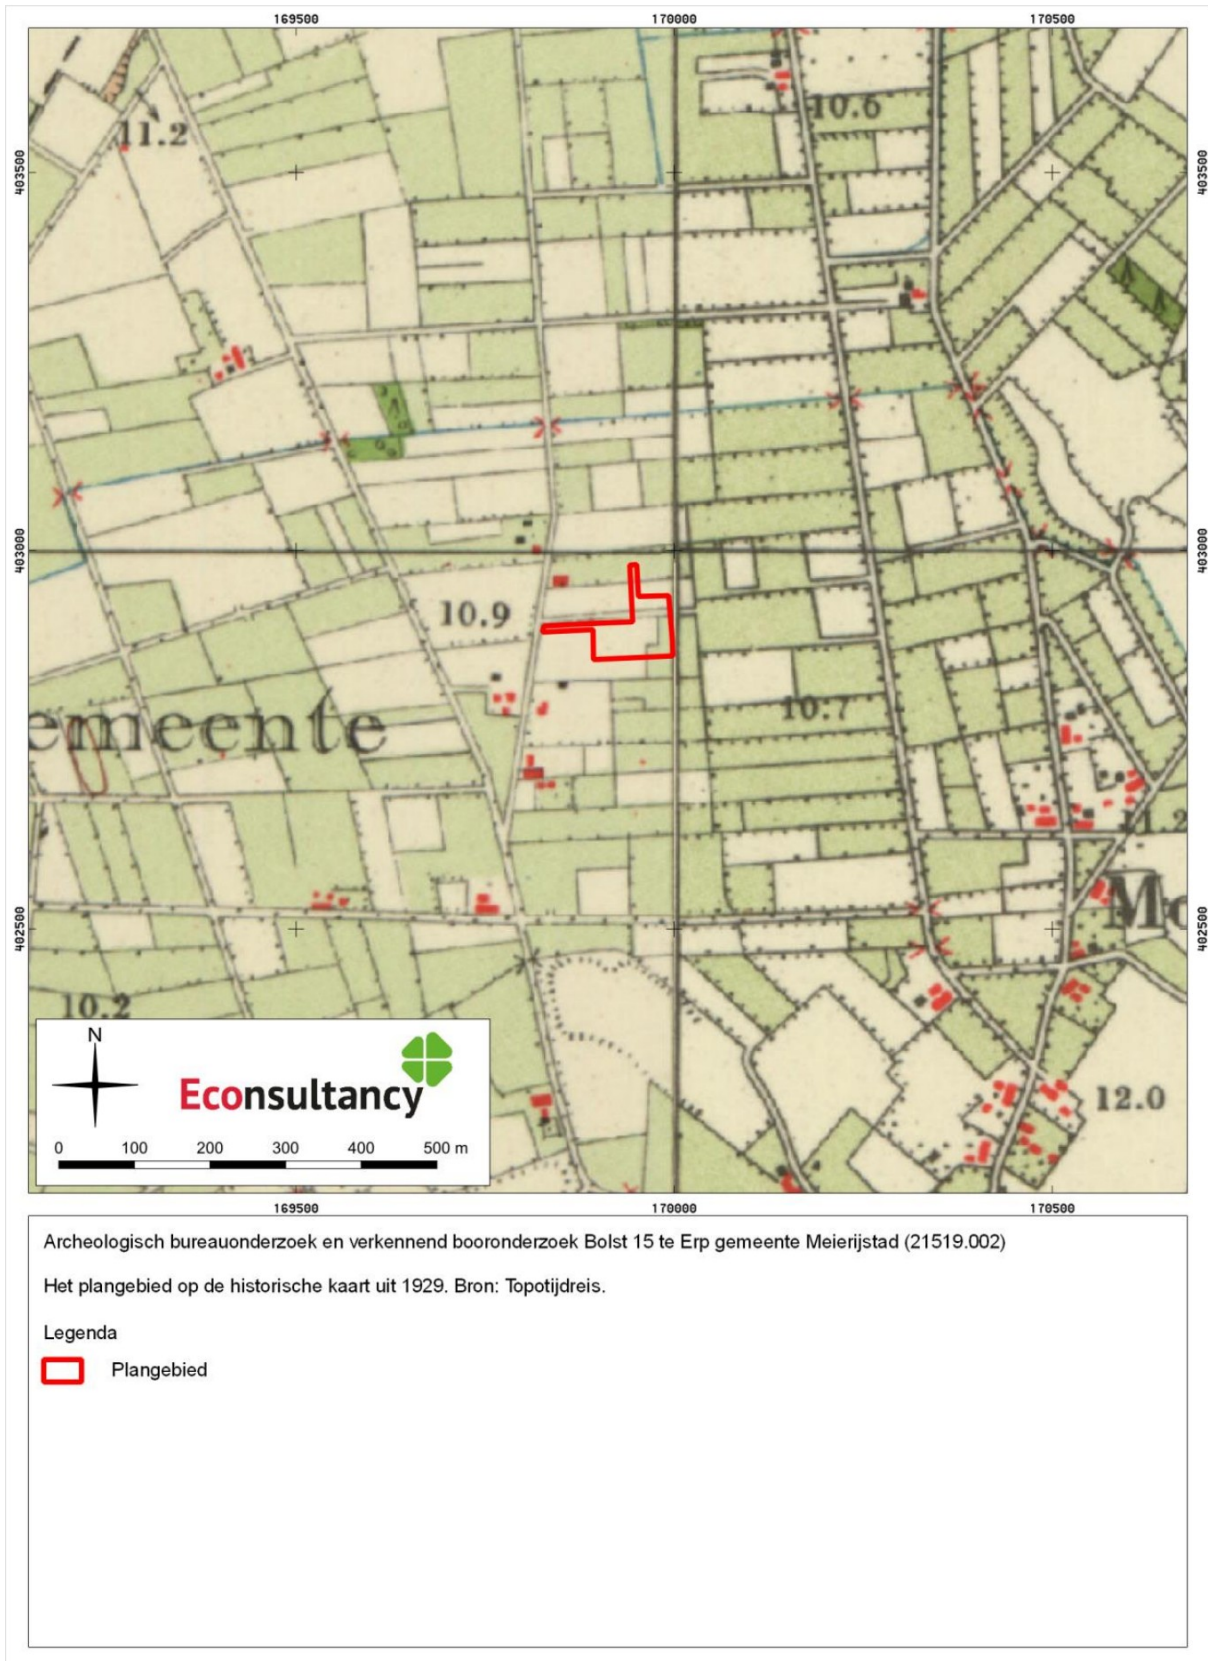 169500 170000 170500
403500 403500
11.2
10.6
403000 403000
10.9
10.7
emeente
11.2
Mo
402500 402500
10.2
12.0
N
Econsultancy
0 100 200 300 400 500 m
169500 170000 170500
Archeologisch bureauonderzoek en verkennend booronderzoek Bolst 15 te Erp gemeente Meierijstad (21519.002)
Het plangebied op de historische kaart uit 1929. Bron: Topotijdreis.
Legenda
Plangebied